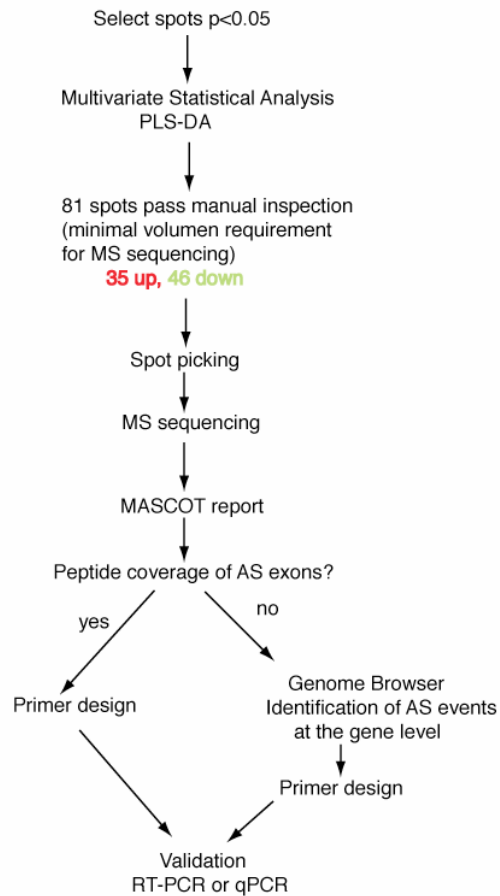 Select spots p<0.05
Multivariate Statistical Analysis
PLS-DA
81 spots pass manual inspection
(minimal volumen requirement
for MS sequencing)
35 up, 46 down
Spot picking
MS sequencing
MASCOT report
Peptide coverage of AS exons?
yes
no
Genome Browser
Primer design
Identification of AS events
at the gene level
Primer design
Validation
RT-PCR or qPCR